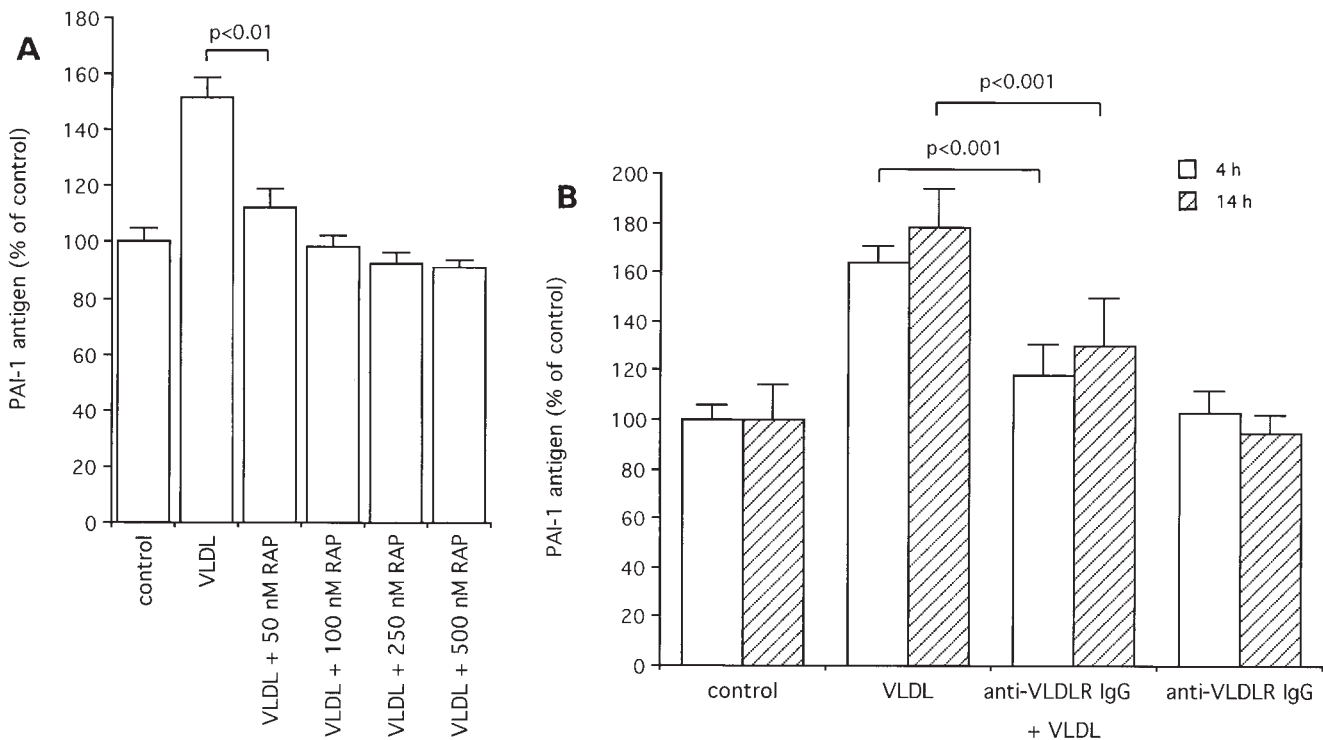 A
PAI-1 antigen (% of control)
180
160
140
120
100
80
60
40
20
0
p<0.01
control
VLDL
VLDL + 50 nM RAP
VLDL + 100 nM RAP
VLDL + 250 nM RAP
VLDL + 500 nM RAP
B
PAI-1 antigen (% of control)
200
180
160
140
120
100
80
60
40
20
0
p<0.001
p<0.001
4 h
14 h
control
VLDL
anti-VLDLR IgG
+ VLDL
anti-VLDLR IgG